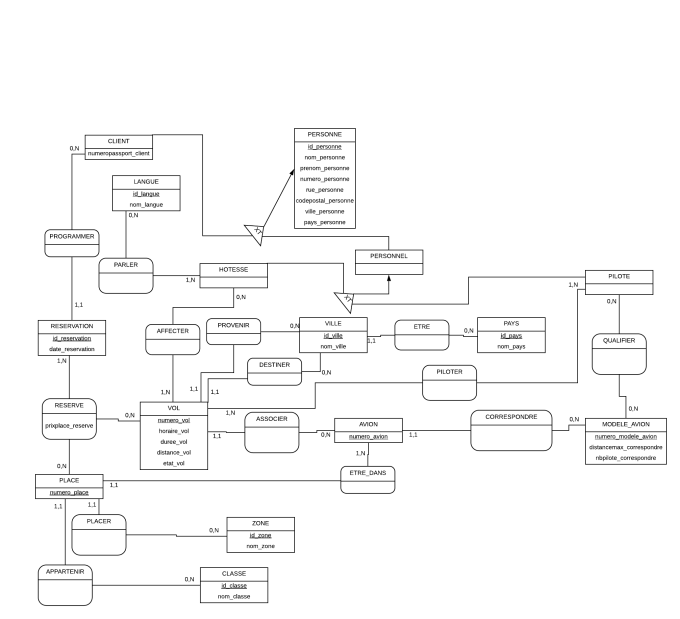 PERSONNE
id_personne
nom_personne
prenom_personne
numero_personne
rue_personne
codepostal_personne
ville_personne
pays_personne
CLIENT
numeropassport_client
0,N
LANGUE
id_langue
nom_langue
0,N
XT
PROGRAMMER
PARLER
1,N
HOTESSE
0,N
PERSONNEL
XT
PILOTE
1,N
0,N
1,1
RESERVATION
id_reservation
date_reservation
1,N
AFFECTER
1,N
PROVENIR
0,N
1,1
VILLE
id_ville
nom_ville
1,1
ETRE
0,N
PAYS
id_pays
nom_pays
QUALIFIER
0,N
DESTINER
0,N
1,1
PILOTER
1,N
RESERVE
prixplace_reserve
0,N
0,N
VOL
numero_vol
horaire_vol
duree_vol
distance_vol
etat_vol
1,1
ASSOCIER
0,N
AVION
numero_avion
1,N
1,1
CORRESPONDRE
0,N
MODELE_AVION
numero_modele_avion
distancemax_correspondre
nbpilote_correspondre
ETRE_DANS
PLACE
numero_place
1,1
1,1
1,1
PLACER
0,N
ZONE
id_zone
nom_zone
APPARTENIR
0,N
CLASSE
id_classe
nom_classe